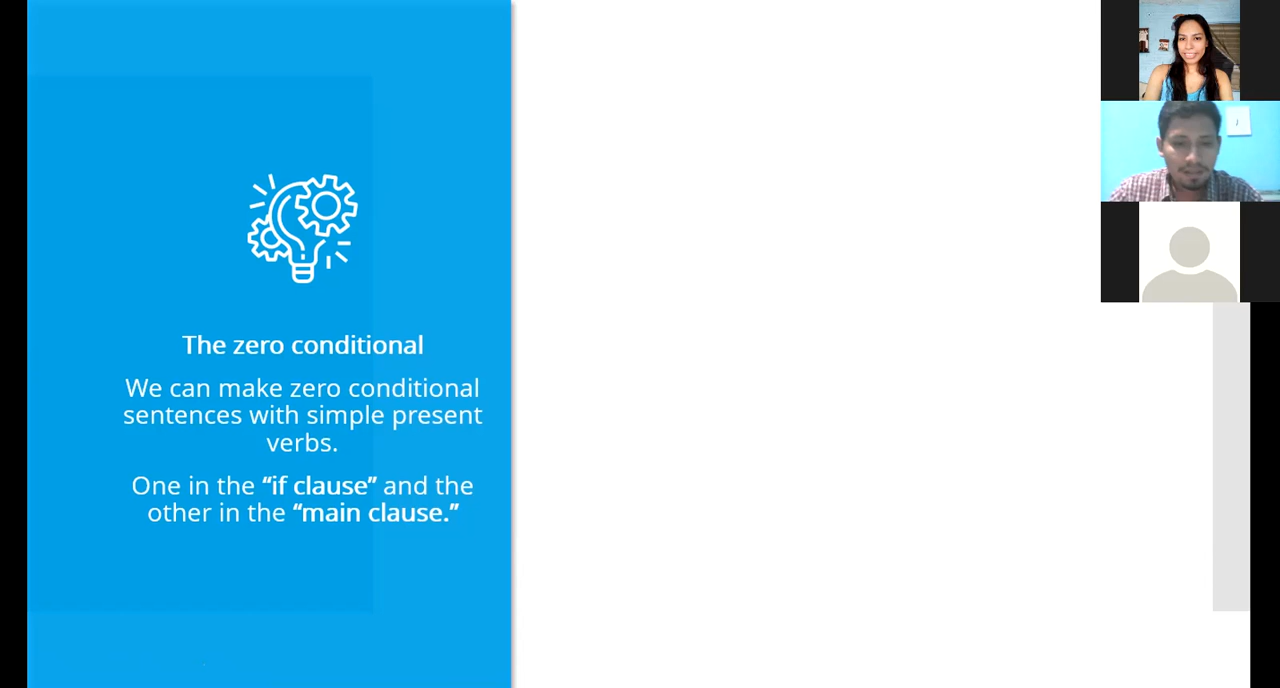 The zero conditional
We can make zero conditional
sentences with simple present
verbs.
One in the “if clause” and the
other in the “main clause.”